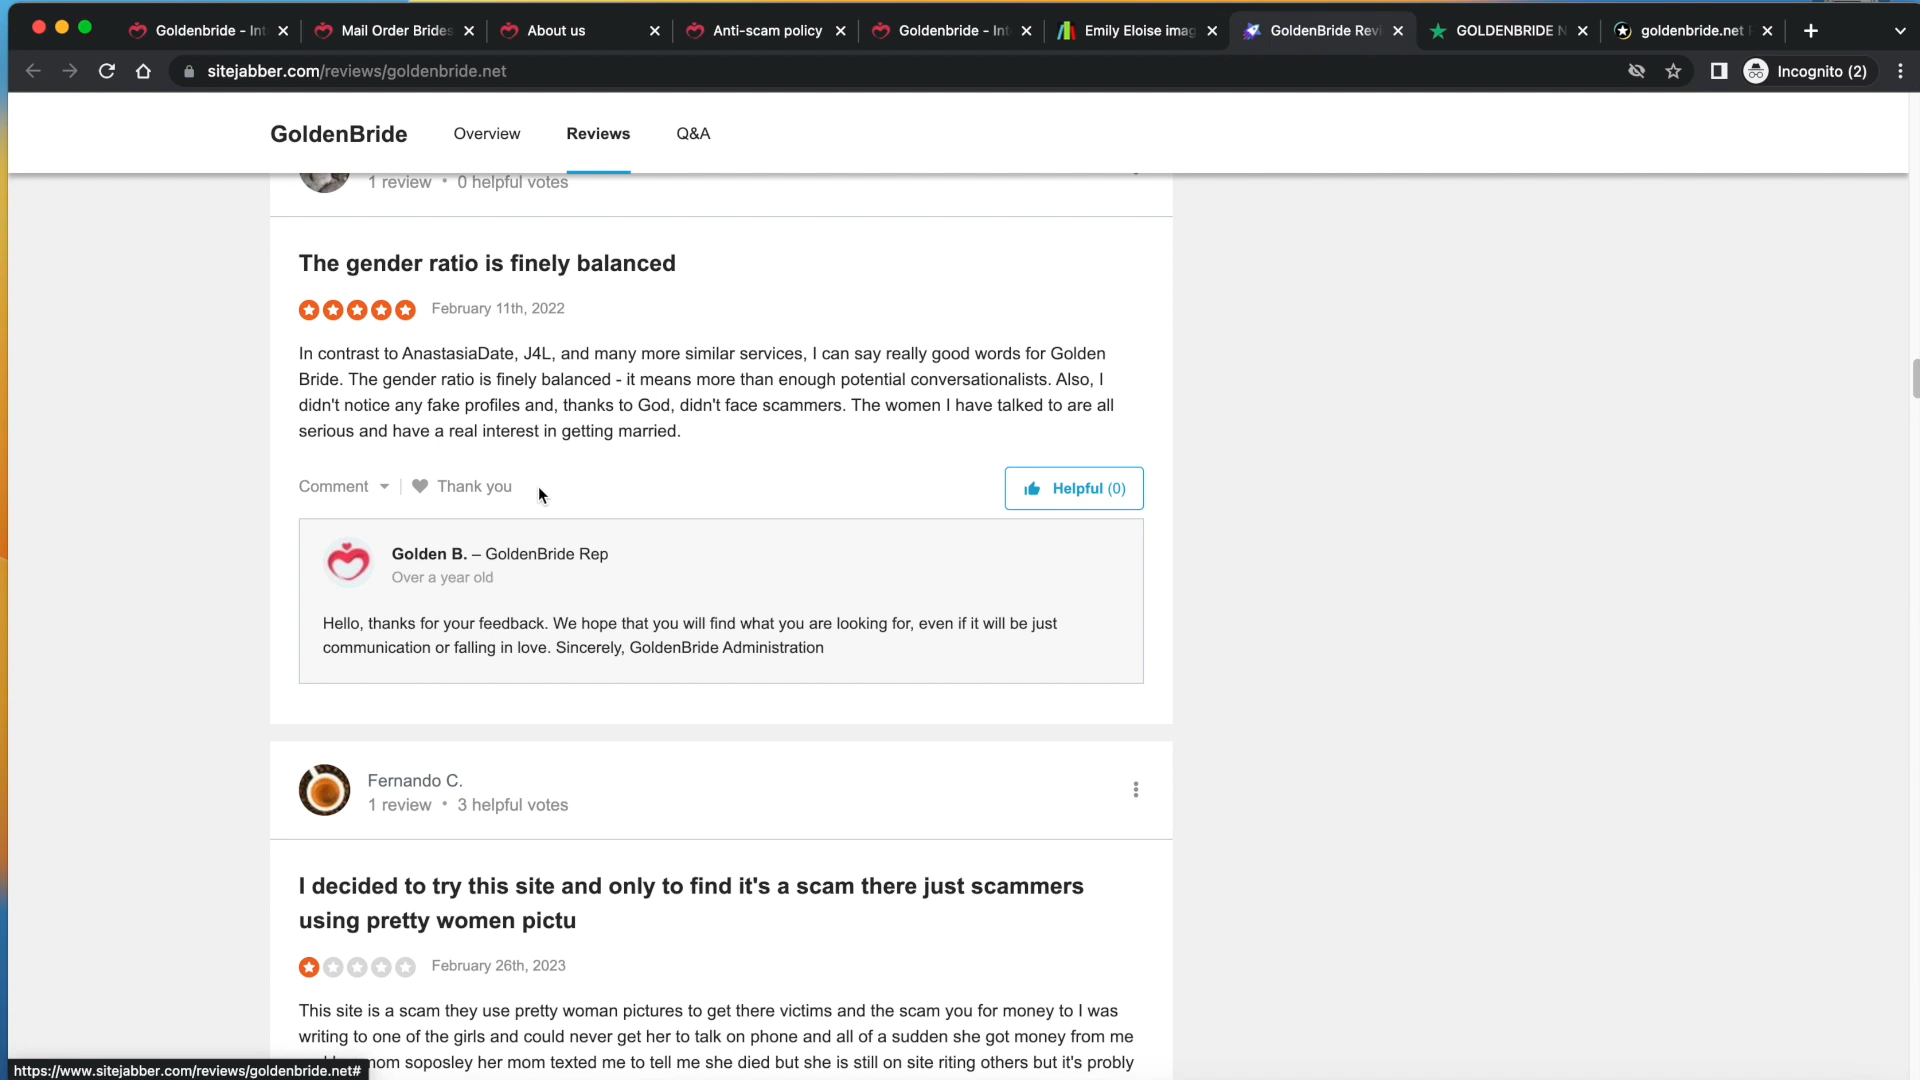 Goldenbride - Int
Mail Order Brides
About us
Anti-scam policy
Goldenbride - Int
Emily Eloise imag
GoldenBride Revi
GOLDENBRIDE N
goldenbride.net
sitejabber.com/reviews/goldenbride.net
Incognito (2)
GoldenBride
Overview
Reviews
Q&A
1 review • 0 helpful votes
The gender ratio is finely balanced
February 11th, 2022
In contrast to AnastasiaDate, J4L, and many more similar services, I can say really good words for Golden
Bride. The gender ratio is finely balanced - it means more than enough potential conversationalists. Also, I
didn't notice any fake profiles and, thanks to God, didn't face scammers. The women I have talked to are all
serious and have a real interest in getting married.
Comment
Thank you
Helpful (0)
Golden B. – GoldenBride Rep
Over a year old
Hello, thanks for your feedback. We hope that you will find what you are looking for, even if it will be just
communication or falling in love. Sincerely, GoldenBride Administration
Fernando C.
1 review • 3 helpful votes
I decided to try this site and only to find it's a scam there just scammers
using pretty women pictu
February 26th, 2023
This site is a scam they use pretty woman pictures to get there victims and the scam you for money to I was
writing to one of the girls and could never get her to talk on phone and all of a sudden she got money from me
mom soposley her mom texted me to tell me she died but she is still on site riting others but it's probly
https://www.sitejabber.com/reviews/goldenbride.net#